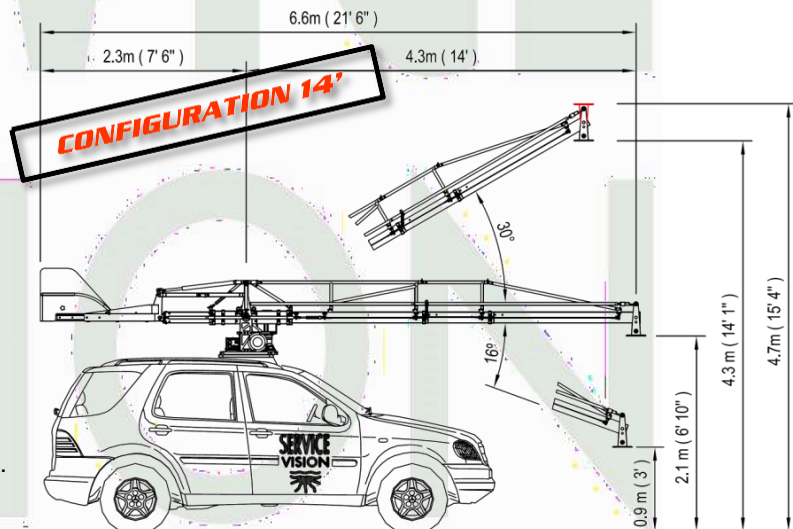 6.6m ( 21' 6" )
2.3m ( 7' 6" )
4.3m ( 14' )
CONFIGURATION 14'
30°
16º
4.3 m ( 14' 1" )
4.7m ( 15' 4" )
2.1 m ( 6' 10" )
0.9 m ( 3' )
SERVICE
VISION
.